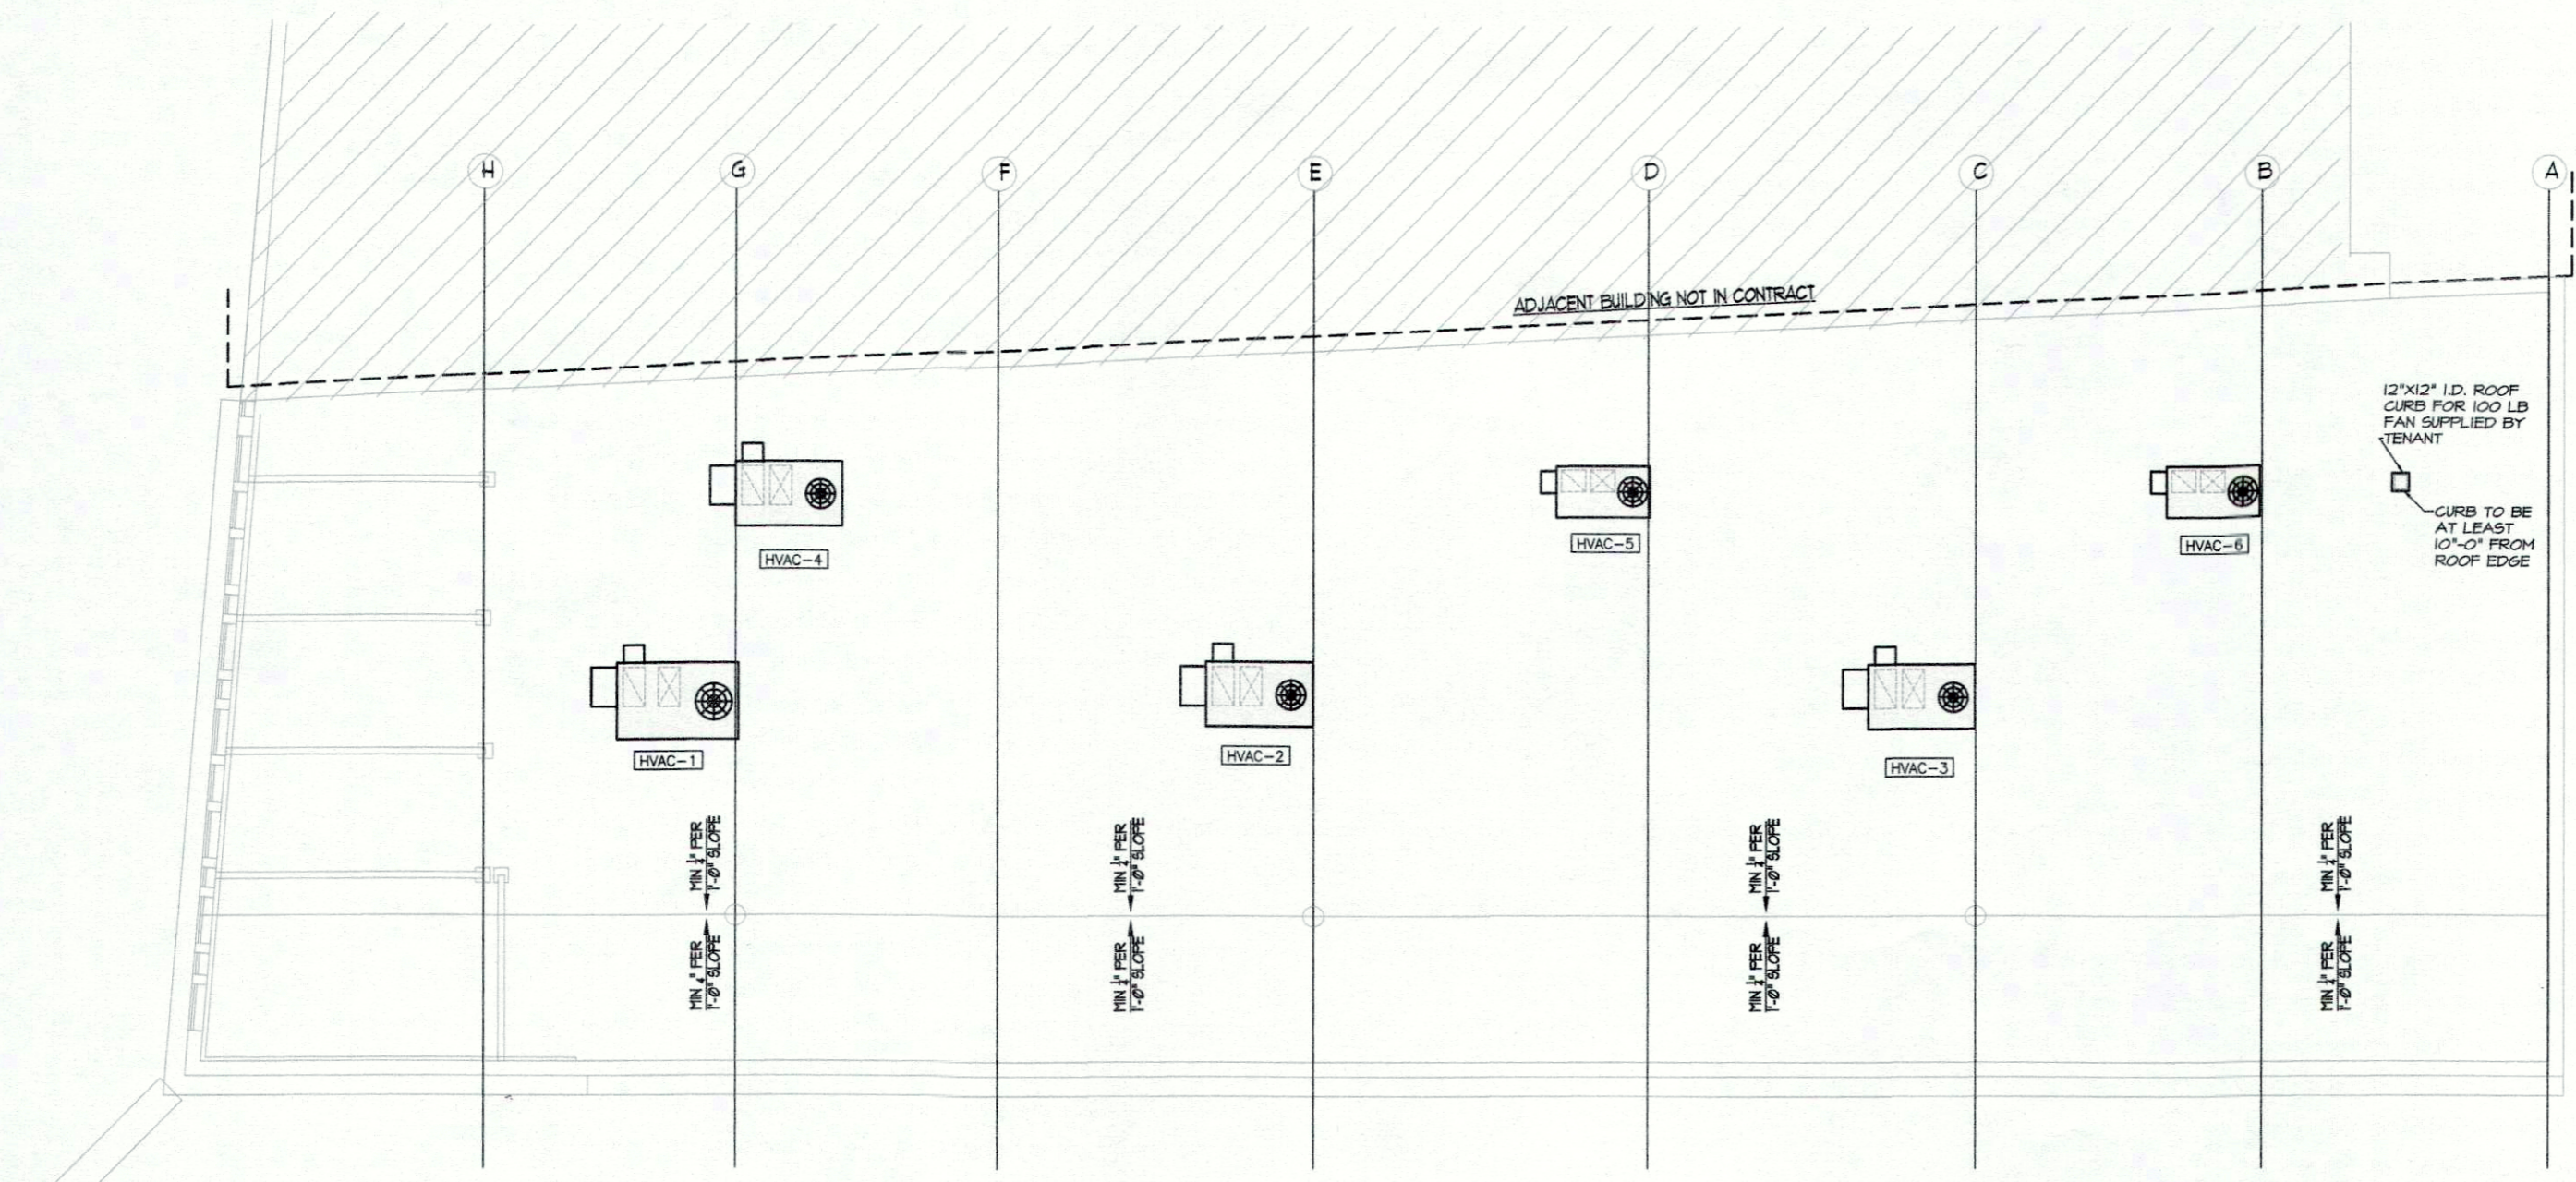 H
G
F
E
D
C
B
A
ADJACENT BUILDING NOT IN CONTRACT
12"X12" I.D. ROOF
CURB FOR 100 LB
FAN SUPPLIED BY
TENANT
CURB TO BE
AT LEAST
10"-0" FROM
ROOF EDGE
HVAC-4
HVAC-5
HVAC-6
HVAC-1
HVAC-2
HVAC-3
MIN 1/4" PER
1'-0" SLOPE
MIN 1/4" PER
1'-0" SLOPE
MIN 1/4" PER
1'-0" SLOPE
MIN 1/4" PER
1'-0" SLOPE
MIN 1/4" PER
1'-0" SLOPE
MIN 1/4" PER
1'-0" SLOPE
MIN 1/4" PER
1'-0" SLOPE
MIN 1/4" PER
1'-0" SLOPE